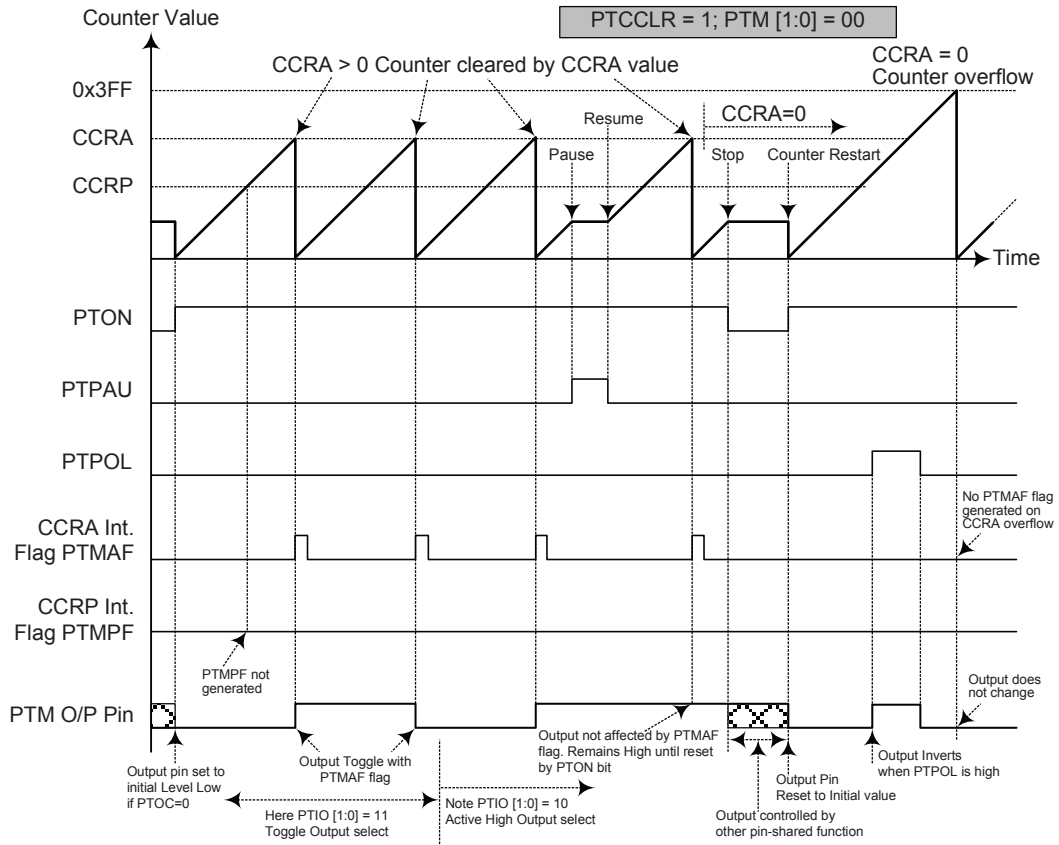 Counter Value
PTCCLR = 1; PTM [1:0] = 00
CCRA > 0 Counter cleared by CCRA value
CCRA = 0
Counter overflow
0x3FF
CCRA
CCRP
Resume
CCRA=0
Pause
Stop
Counter Restart
Time
PTON
PTPAU
PTPOL
CCRA Int.
Flag PTMAF
No PTMAF flag
generated on
CCRA overflow
CCRP Int.
Flag PTMPF
PTMPF not
generated
Output does
not change
PTM O/P Pin
Output pin set to
initial Level Low
if PTOC=0
Output Toggle with
PTMAF flag
Output not affected by PTMAF
flag. Remains High until reset
by PTON bit
Output Inverts
when PTPOL is high
Output Pin
Reset to Initial value
Here PTIO [1:0] = 11
Toggle Output select
Note PTIO [1:0] = 10
Active High Output select
Output controlled by
other pin-shared function